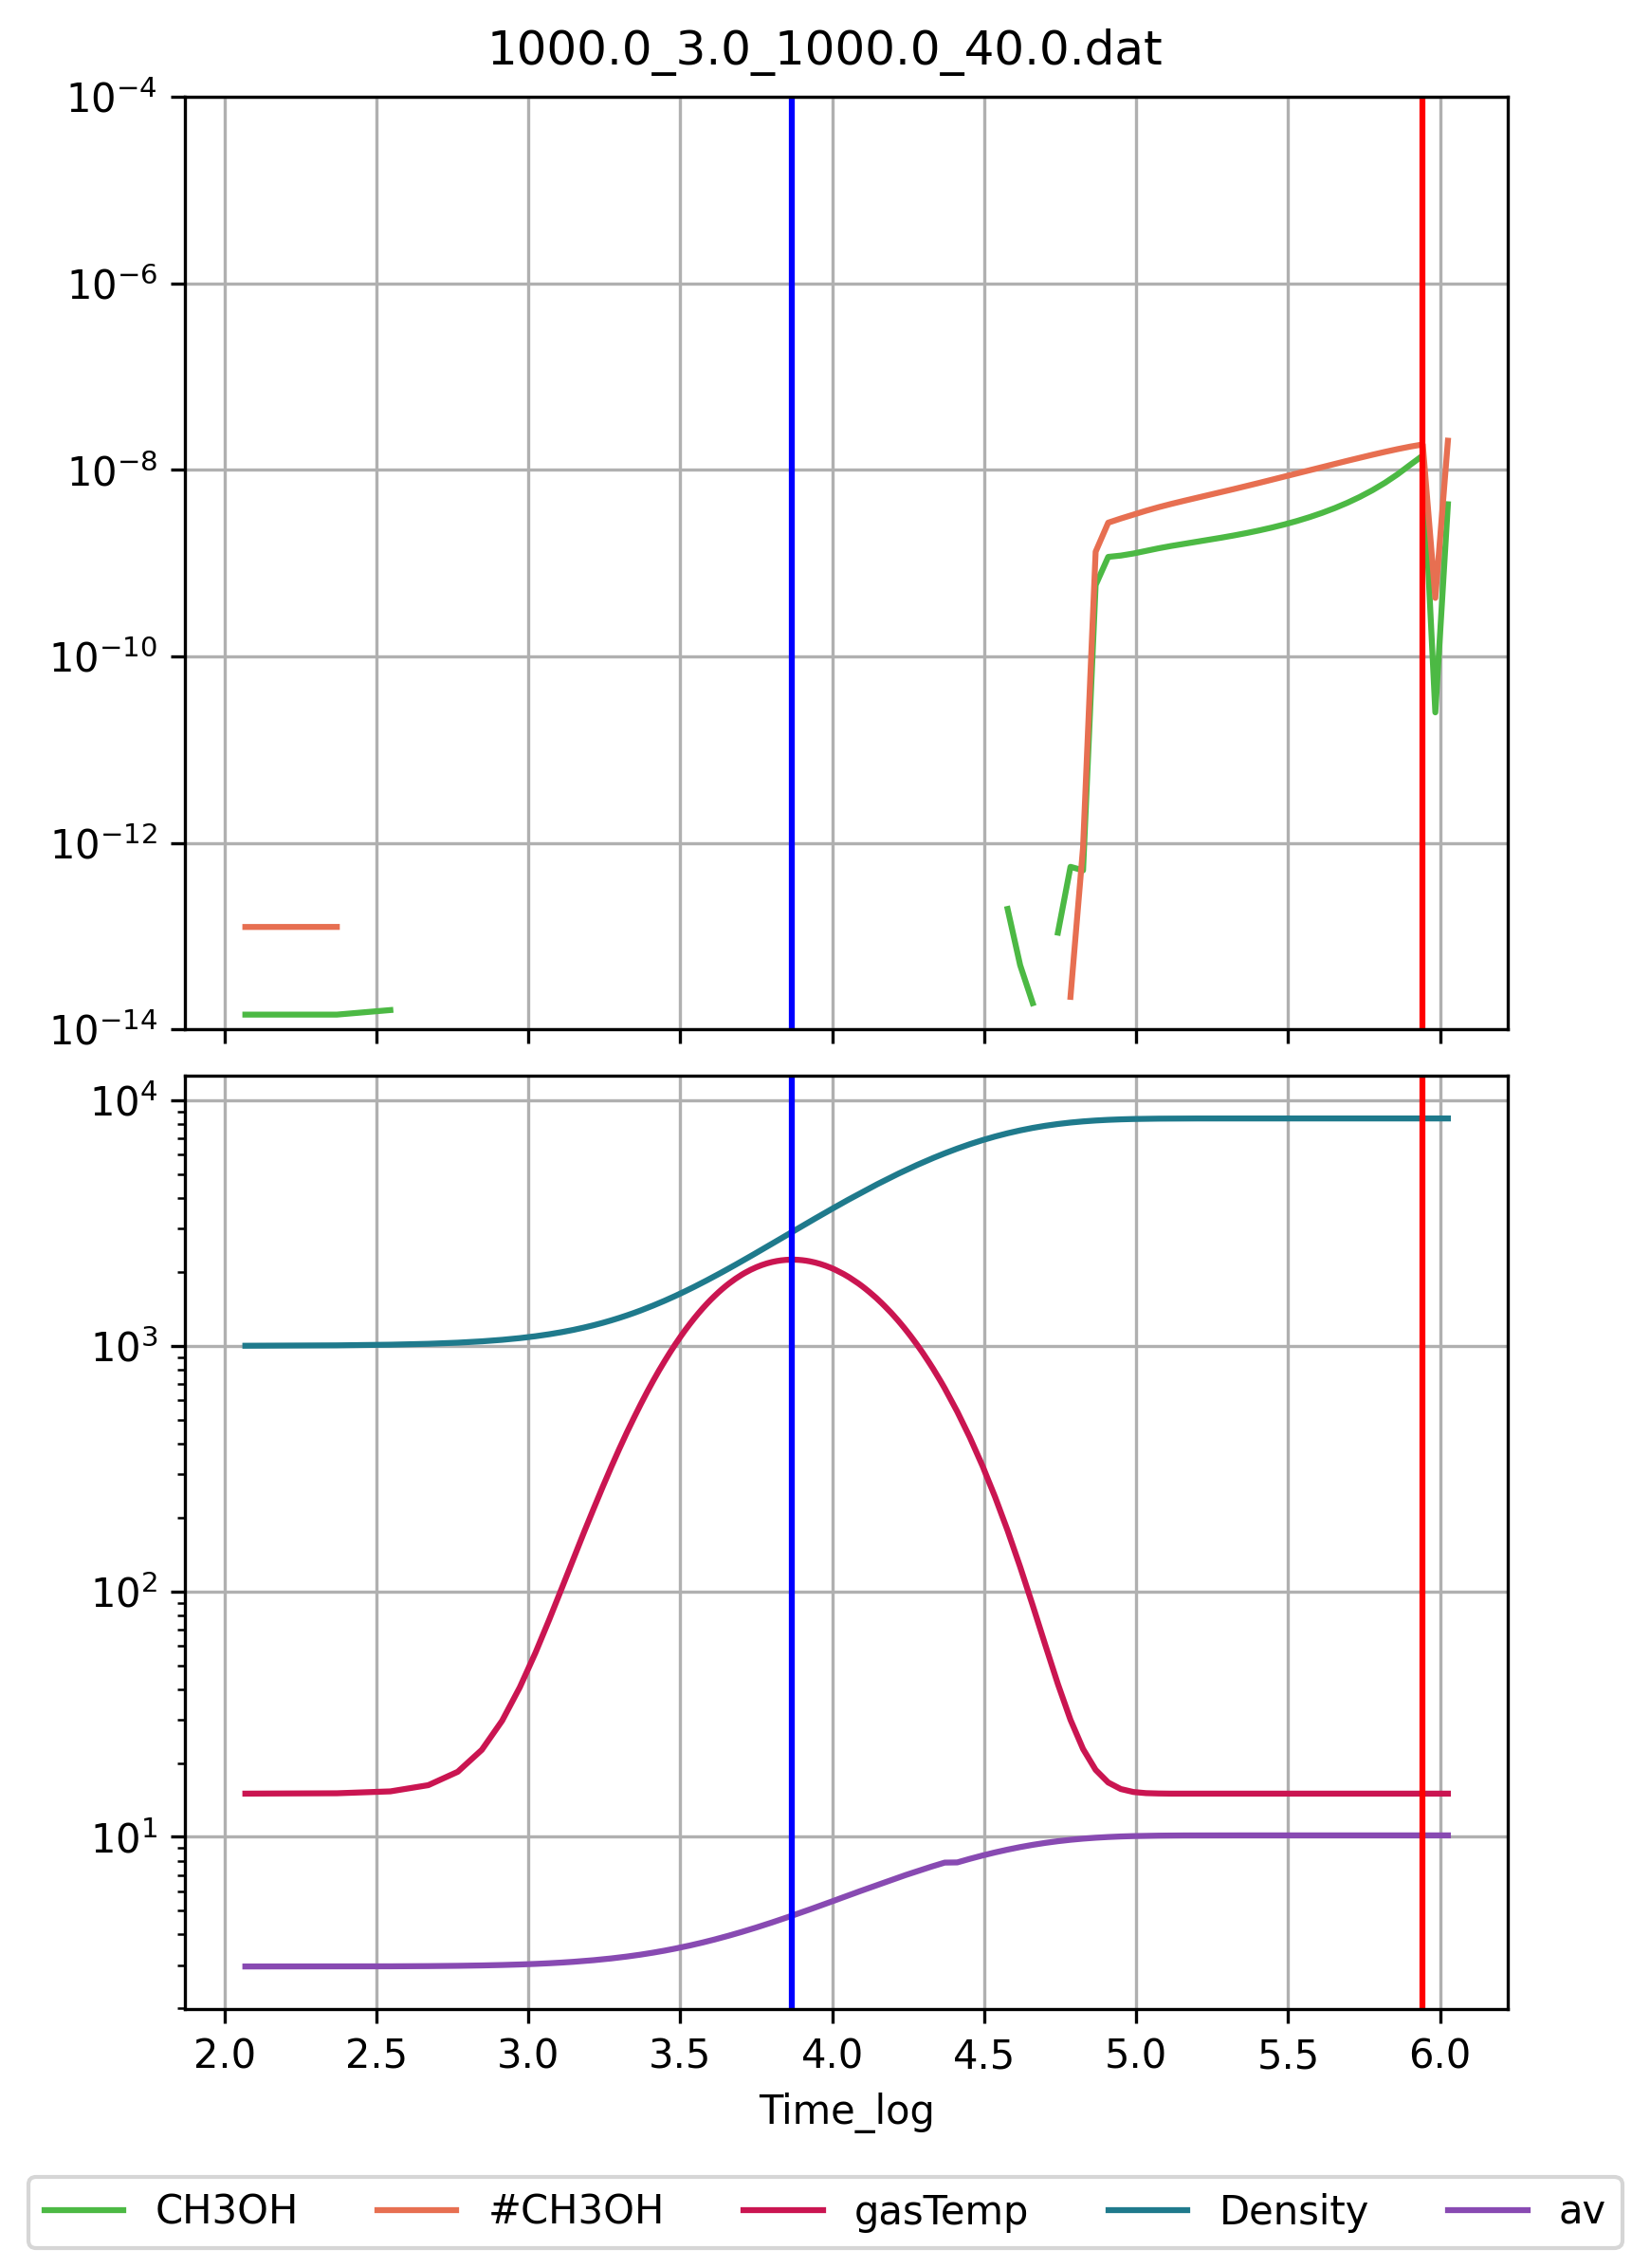 1000.0_3.0_1000.0_40.0.dat
10⁻⁴
10⁻⁶
10⁻⁸
10⁻¹⁰
10⁻¹²
10⁻¹⁴
10⁴
10³
10²
10¹
2.0 2.5 3.0 3.5 4.0 4.5 5.0 5.5 6.0
Time_log
CH3OH #CH3OH gasTemp Density av